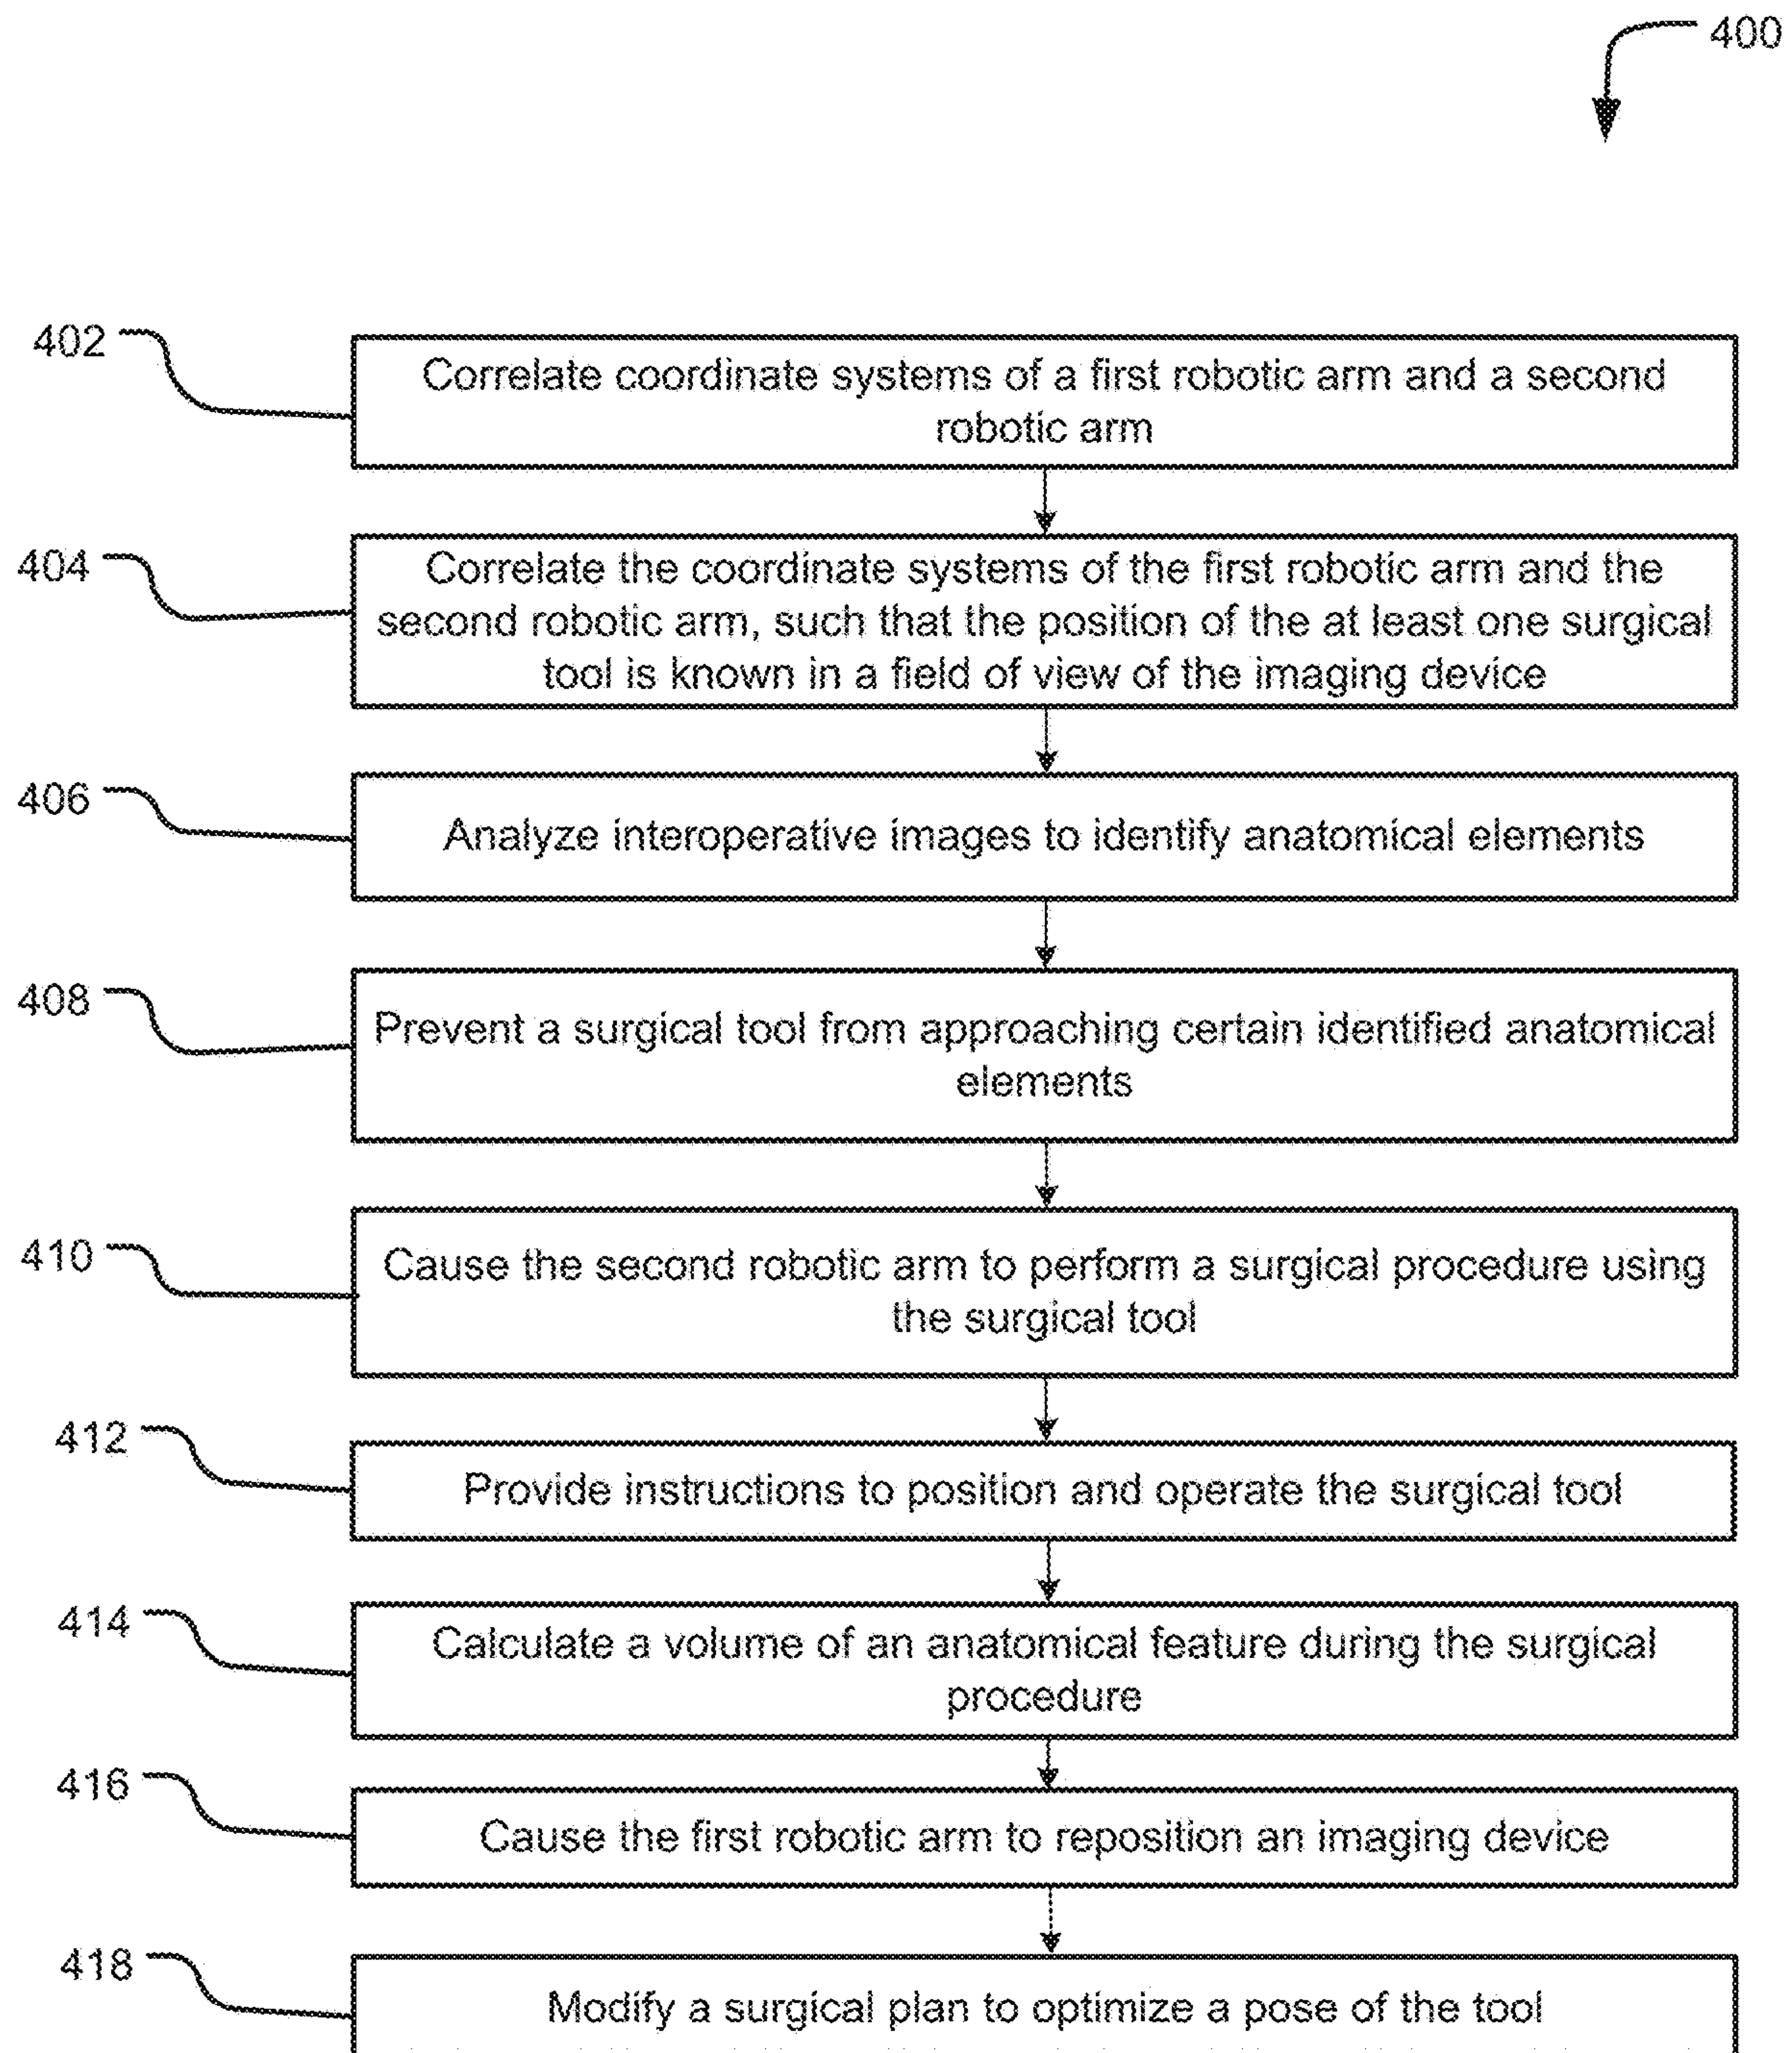 400
402
Correlate coordinate systems of a first robotic arm and a second
robotic arm
404
Correlate the coordinate systems of the first robotic arm and the
second robotic arm, such that the position of the at least one surgical
tool is known in a field of view of the imaging device
406
Analyze interoperative images to identify anatomical elements
408
Prevent a surgical tool from approaching certain identified anatomical
elements
410
Cause the second robotic arm to perform a surgical procedure using
the surgical tool
412
Provide instructions to position and operate the surgical tool
414
Calculate a volume of an anatomical feature during the surgical
procedure
416
Cause the first robotic arm to reposition an imaging device
418
Modify a surgical plan to optimize a pose of the tool